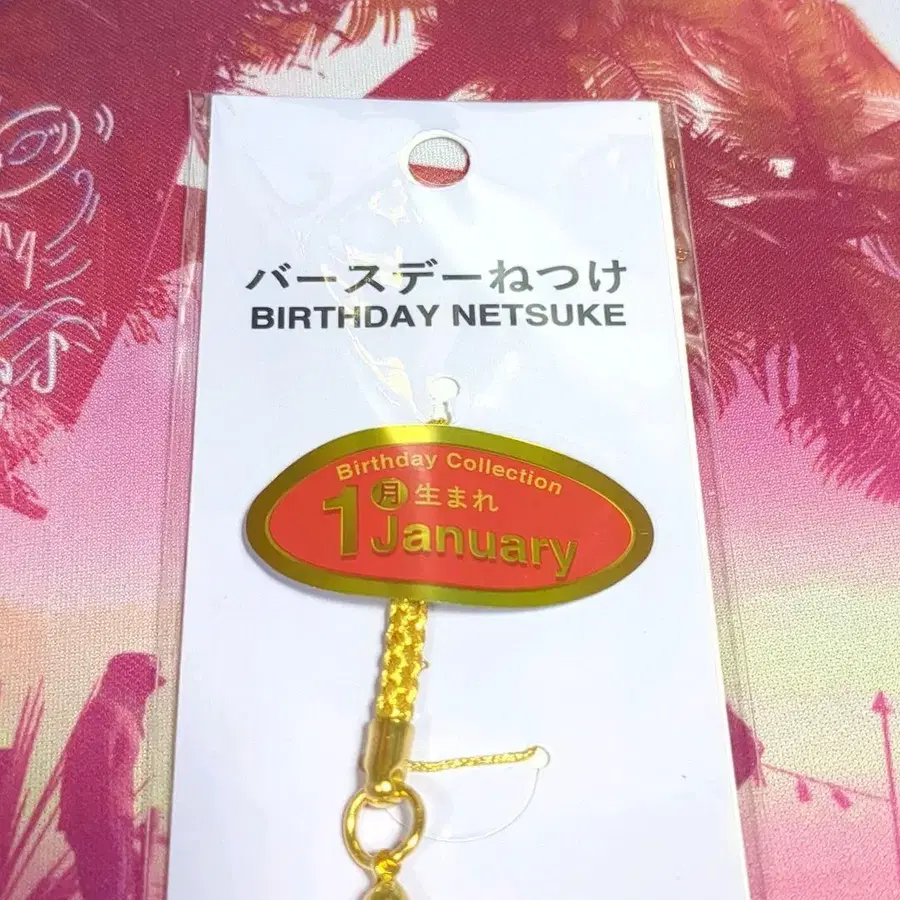 バースデーねつけ
BIRTHDAY NETSUKE
Birthday Collection
1月生まれ
January